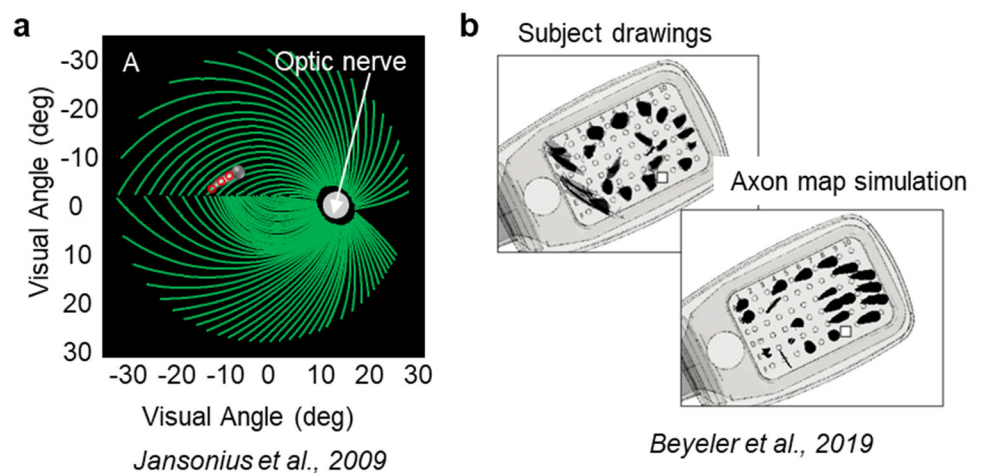 a
A
Optic nerve
-30
-20
-10
0
10
20
30
Visual Angle (deg)
-30 -20 -10 0 10 20 30
Visual Angle (deg)
Jansonius et al., 2009
b
Subject drawings
Axon map simulation
Beyeler et al., 2019